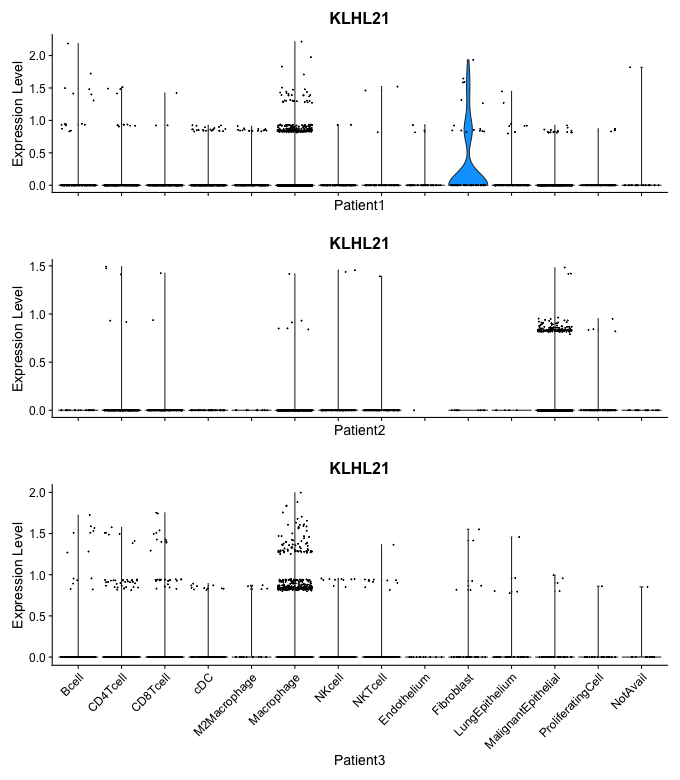 KLHL21
Expression Level
2.0
1.5
1.0
0.5
0.0
Patient1
KLHL21
Expression Level
1.5
1.0
0.5
0.0
Patient2
KLHL21
Expression Level
2.0
1.5
1.0
0.5
0.0
Bcell
CD4Tcell
CD8Tcell
cDC
M2Macrophage
Macrophage
NKcell
NKTcell
Endothelium
Fibroblast
LungEpithelium
MalignantEpithelial
ProliferatingCell
NotAvail
Patient3